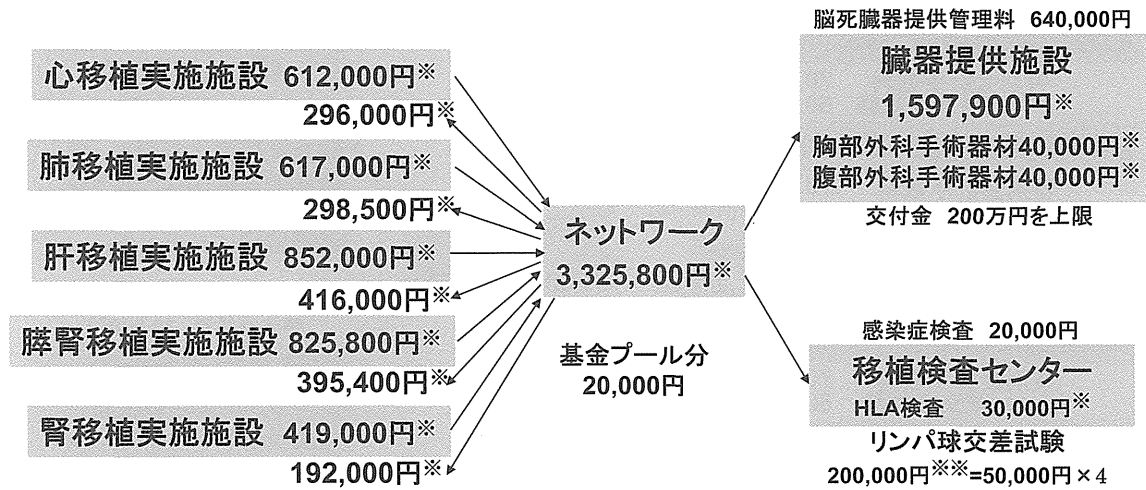 心移植実施施設 612,000円※
296,000円※
肺移植実施施設 617,000円※
298,500円※
肝移植実施施設 852,000円※
416,000円※
膵腎移植実施施設 825,800円※
395,400円※
腎移植実施施設 419,000円※
192,000円※
ネットワーク
3,325,800円※
基金プール分
20,000円
脳死臓器提供管理料 640,000円
臓器提供施設
1,597,900円※
胸部外科手術器材40,000円※
腹部外科手術器材40,000円※
交付金 200万円を上限
感染症検査 20,000円
移植検査センター
HLA検査 30,000円※
リンパ球交差試験
200,000円※※=50,000円×4